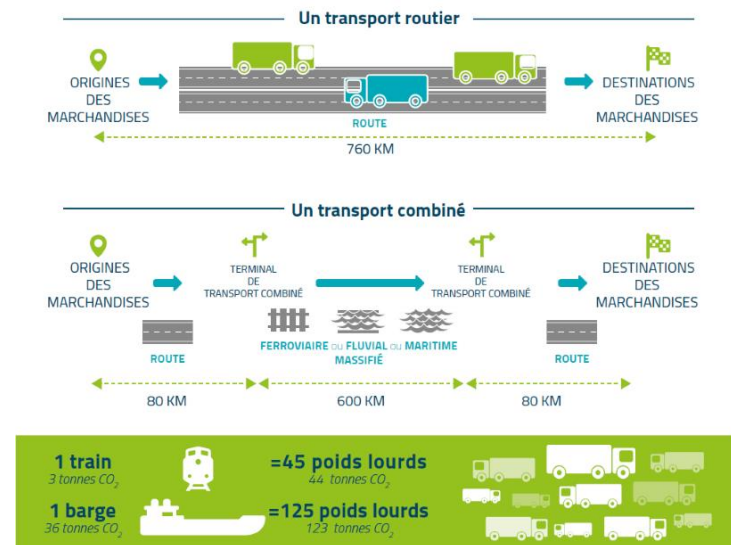 Un transport routier
ORIGINES
DES
MARCHANDISES
DESTINATIONS
DES
MARCHANDISES
ROUTE
760 KM
Un transport combiné
ORIGINES
DES
MARCHANDISES
TERMINAL
DE
TRANSPORT COMBINÉ
TERMINAL
DE
TRANSPORT COMBINÉ
DESTINATIONS
DES
MARCHANDISES
ROUTE
FERROVIAIRE OU FLUVIAL OU MARITIME
MASSIFIÉ
ROUTE
80 KM
600 KM
80 KM
1 train
3 tonnes CO₂
=45 poids lourds
44 tonnes CO₂
1 barge
36 tonnes CO₂
=125 poids lourds
123 tonnes CO₂